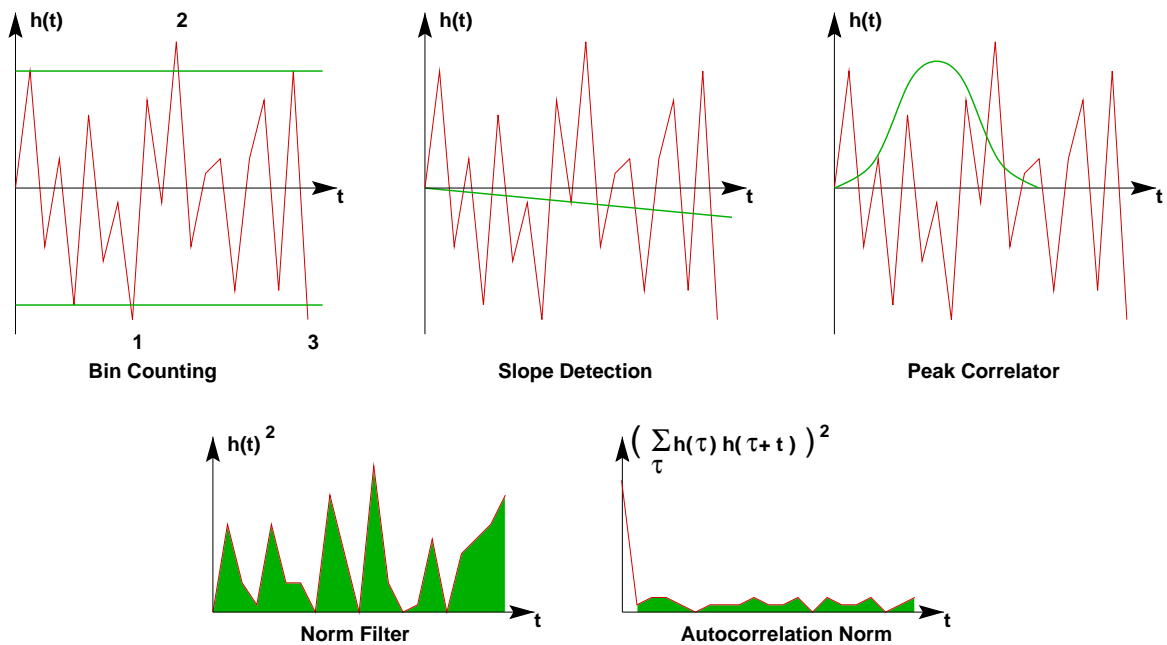 h(t)
2
t
1
3
Bin Counting
h(t)
t
Slope Detection
h(t)
t
Peak Correlator
h(t) 2
t
Norm Filter
( Σ h(τ) h(τ+ t) ) 2
τ
t
Autocorrelation Norm